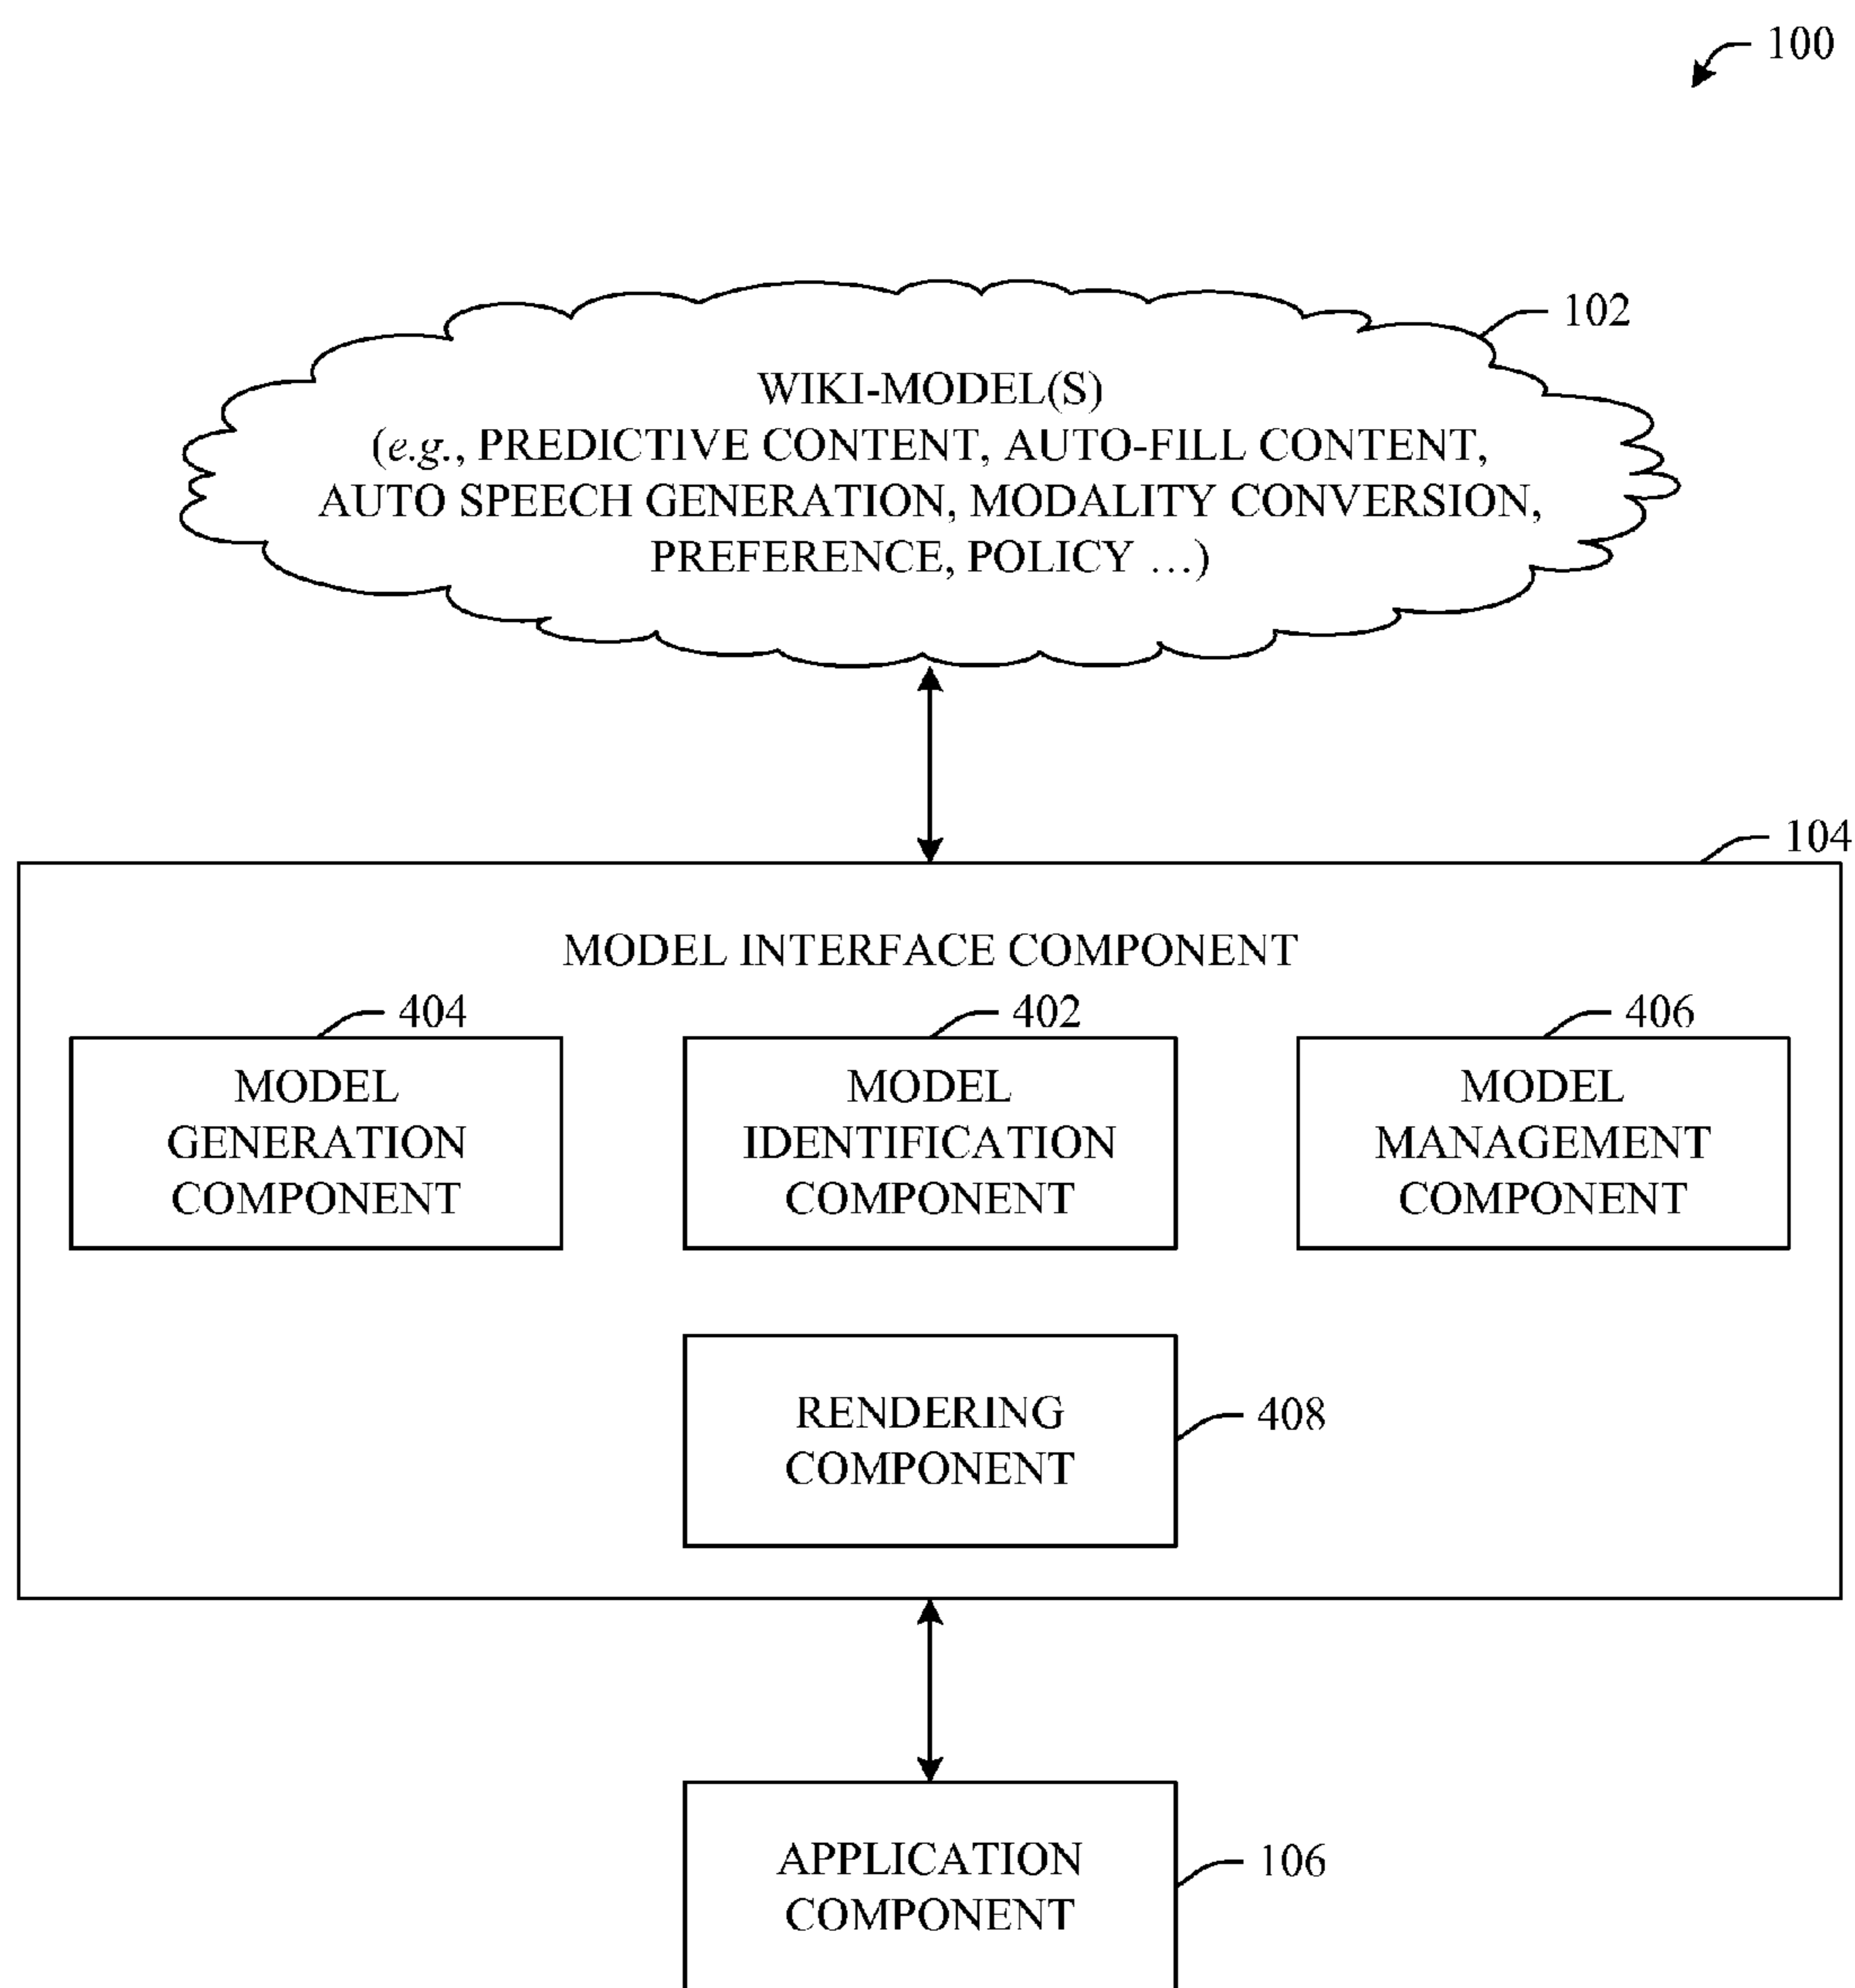 100
102
WIKI-MODEL(S)
(e.g., PREDICTIVE CONTENT, AUTO-FILL CONTENT,
AUTO SPEECH GENERATION, MODALITY CONVERSION,
PREFERENCE, POLICY …)
104
MODEL INTERFACE COMPONENT
404
MODEL
GENERATION
COMPONENT
402
MODEL
IDENTIFICATION
COMPONENT
406
MODEL
MANAGEMENT
COMPONENT
RENDERING
COMPONENT
408
APPLICATION
COMPONENT
106